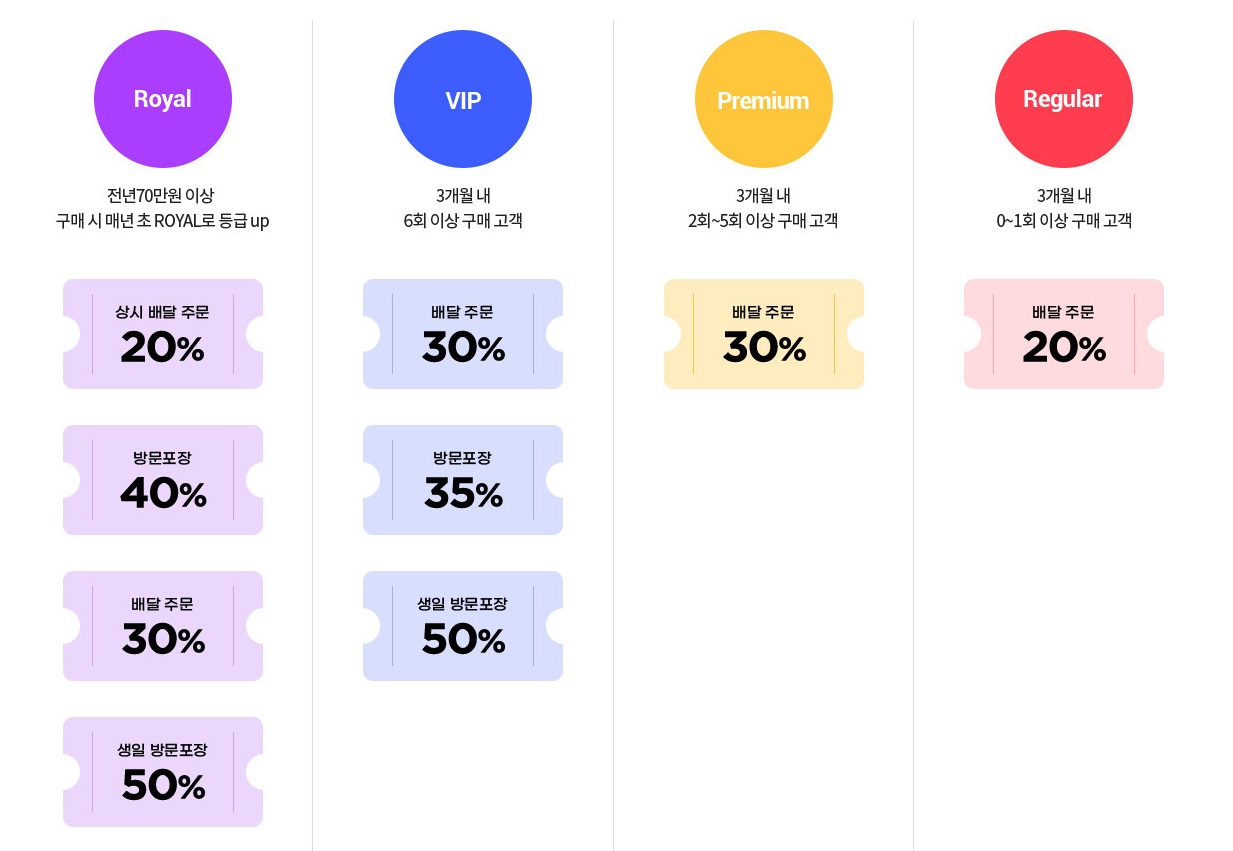 Royal
전년70만원 이상
구매 시 매년 초 ROYAL로 등급 up
상시 배달 주문
20%
방문포장
40%
배달 주문
30%
생일 방문포장
50%
VIP
3개월 내
6회 이상 구매 고객
배달 주문
30%
방문포장
35%
생일 방문포장
50%
Premium
3개월 내
2회~5회 이상 구매 고객
배달 주문
30%
Regular
3개월 내
0~1회 이상 구매 고객
배달 주문
20%